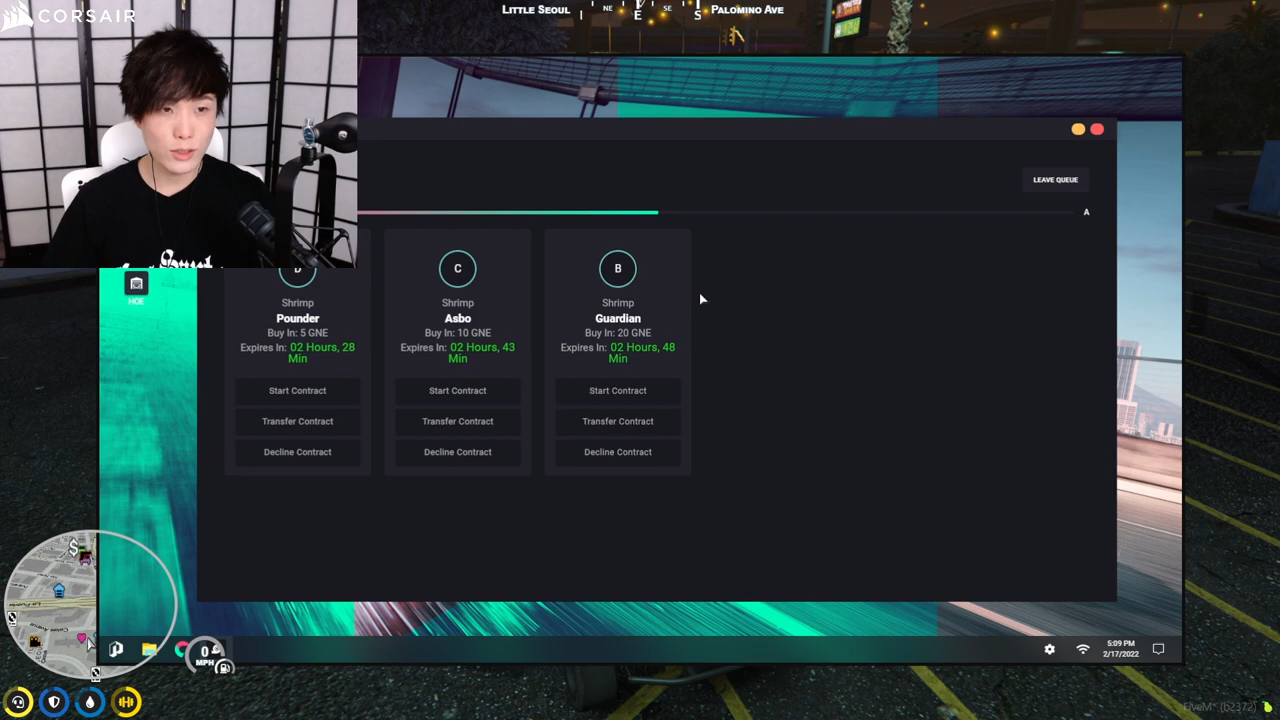 CORSAIR
LITTLE SEOUL
NE
E
SE
S
PALOMINO AVE
LEAVE QUEUE
A
HOE
D
Shrimp
Pounder
Buy In: 5 GNE
Expires In: 02 Hours, 28
Min
Start Contract
Transfer Contract
Decline Contract
C
Shrimp
Asbo
Buy In: 10 GNE
Expires In: 02 Hours, 43
Min
Start Contract
Transfer Contract
Decline Contract
B
Shrimp
Guardian
Buy In: 20 GNE
Expires In: 02 Hours, 48
Min
Start Contract
Transfer Contract
Decline Contract
0
MPH
5:09 PM
2/17/2022
FiveM* (b2372)